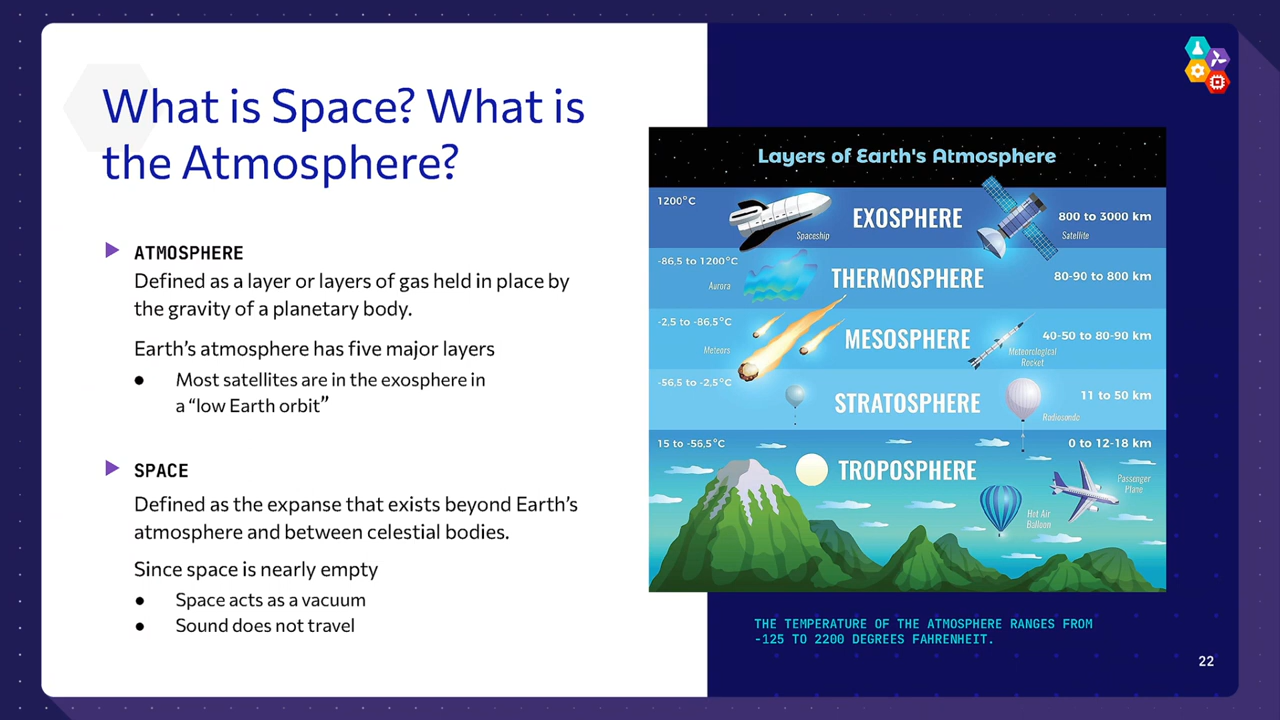 What is Space? What is
the Atmosphere?
ATMOSPHERE
Defined as a layer or layers of gas held in place by
the gravity of a planetary body.
Earth’s atmosphere has five major layers
● Most satellites are in the exosphere in
a “low Earth orbit”
SPACE
Defined as the expanse that exists beyond Earth’s
atmosphere and between celestial bodies.
Since space is nearly empty
● Space acts as a vacuum
● Sound does not travel
Layers of Earth's Atmosphere
1200°C
Spaceship
EXOSPHERE
800 to 3000 km
Satellite
-86,5 to 1200°C
Aurora
THERMOSPHERE
80-90 to 800 km
-2,5 to -86,5°C
Meteors
MESOSPHERE
40-50 to 80-90 km
Meteorological
Rocket
-56,5 to -2,5°C
STRATOSPHERE
11 to 50 km
Radiosonde
15 to -56,5°C
TROPOSPHERE
0 to 12-18 km
Passenger
Plane
Hot Air
Balloon
THE TEMPERATURE OF THE ATMOSPHERE RANGES FROM
-125 TO 2200 DEGREES FAHRENHEIT.
22